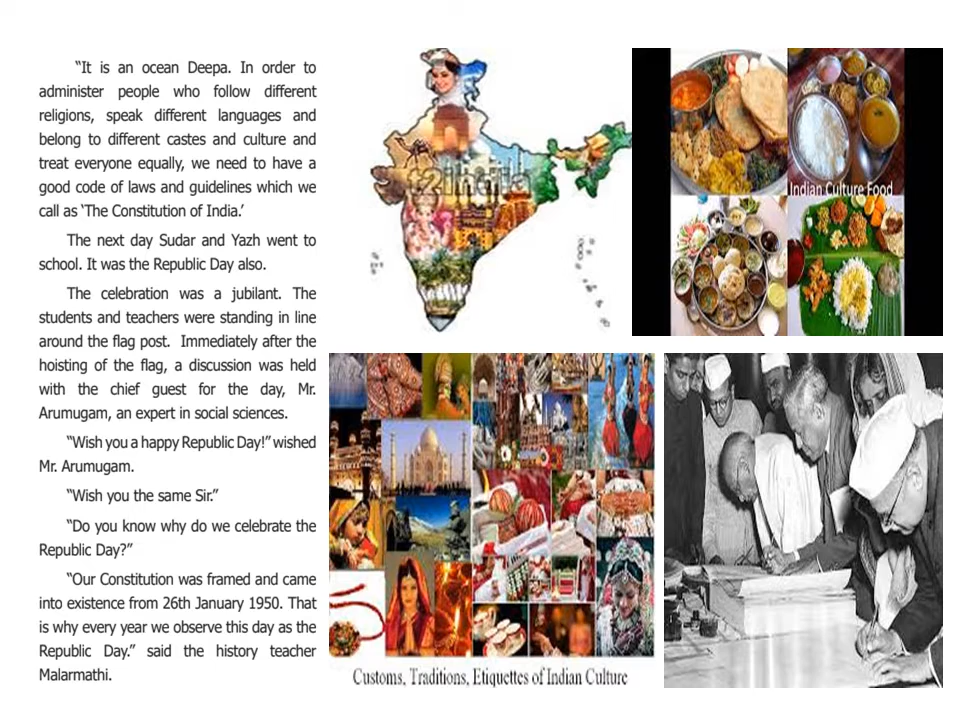 “It is an ocean Deepa. In order to
administer people who follow different
religions, speak different languages and
belong to different castes and culture and
treat everyone equally, we need to have a
good code of laws and guidelines which we
call as ‘The Constitution of India.’
The next day Sudar and Yazh went to
school. It was the Republic Day also.
The celebration was a jubilant. The
students and teachers were standing in line
around the flag post. Immediately after the
hoisting of the flag, a discussion was held
with the chief guest for the day, Mr.
Arumugam, an expert in social sciences.
“Wish you a happy Republic Day!” wished
Mr. Arumugam.
“Wish you the same Sir.”
“Do you know why do we celebrate the
Republic Day?”
“Our Constitution was framed and came
into existence from 26th January 1950. That
is why every year we observe this day as the
Republic Day.” said the history teacher
Malarmathi.
Indian Culture Food
Customs, Traditions, Etiquettes of Indian Culture